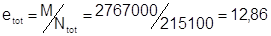 e_tot = M/N_tot = 2767000/215100 = 12,86